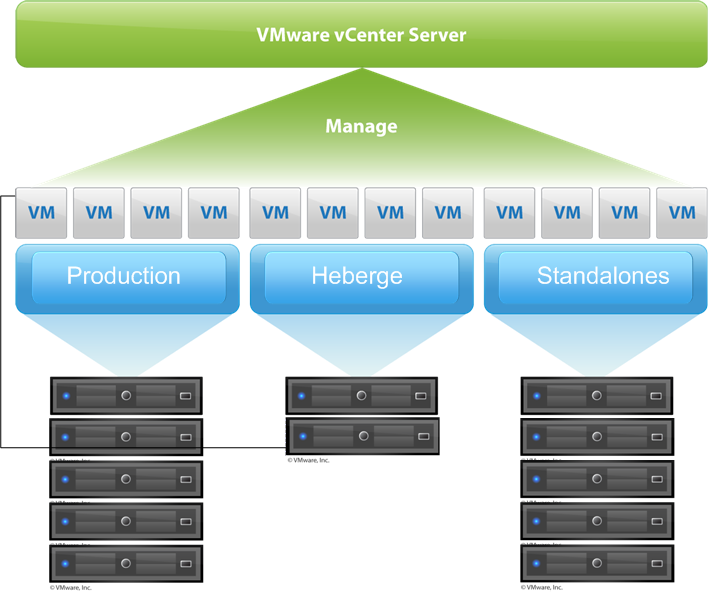 VMware vCenter Server
Manage
VM VM VM VM VM VM VM VM VM VM VM VM
Production Heberge Standalones
© VMware, Inc.
© VMware, Inc.
© VMware, Inc.